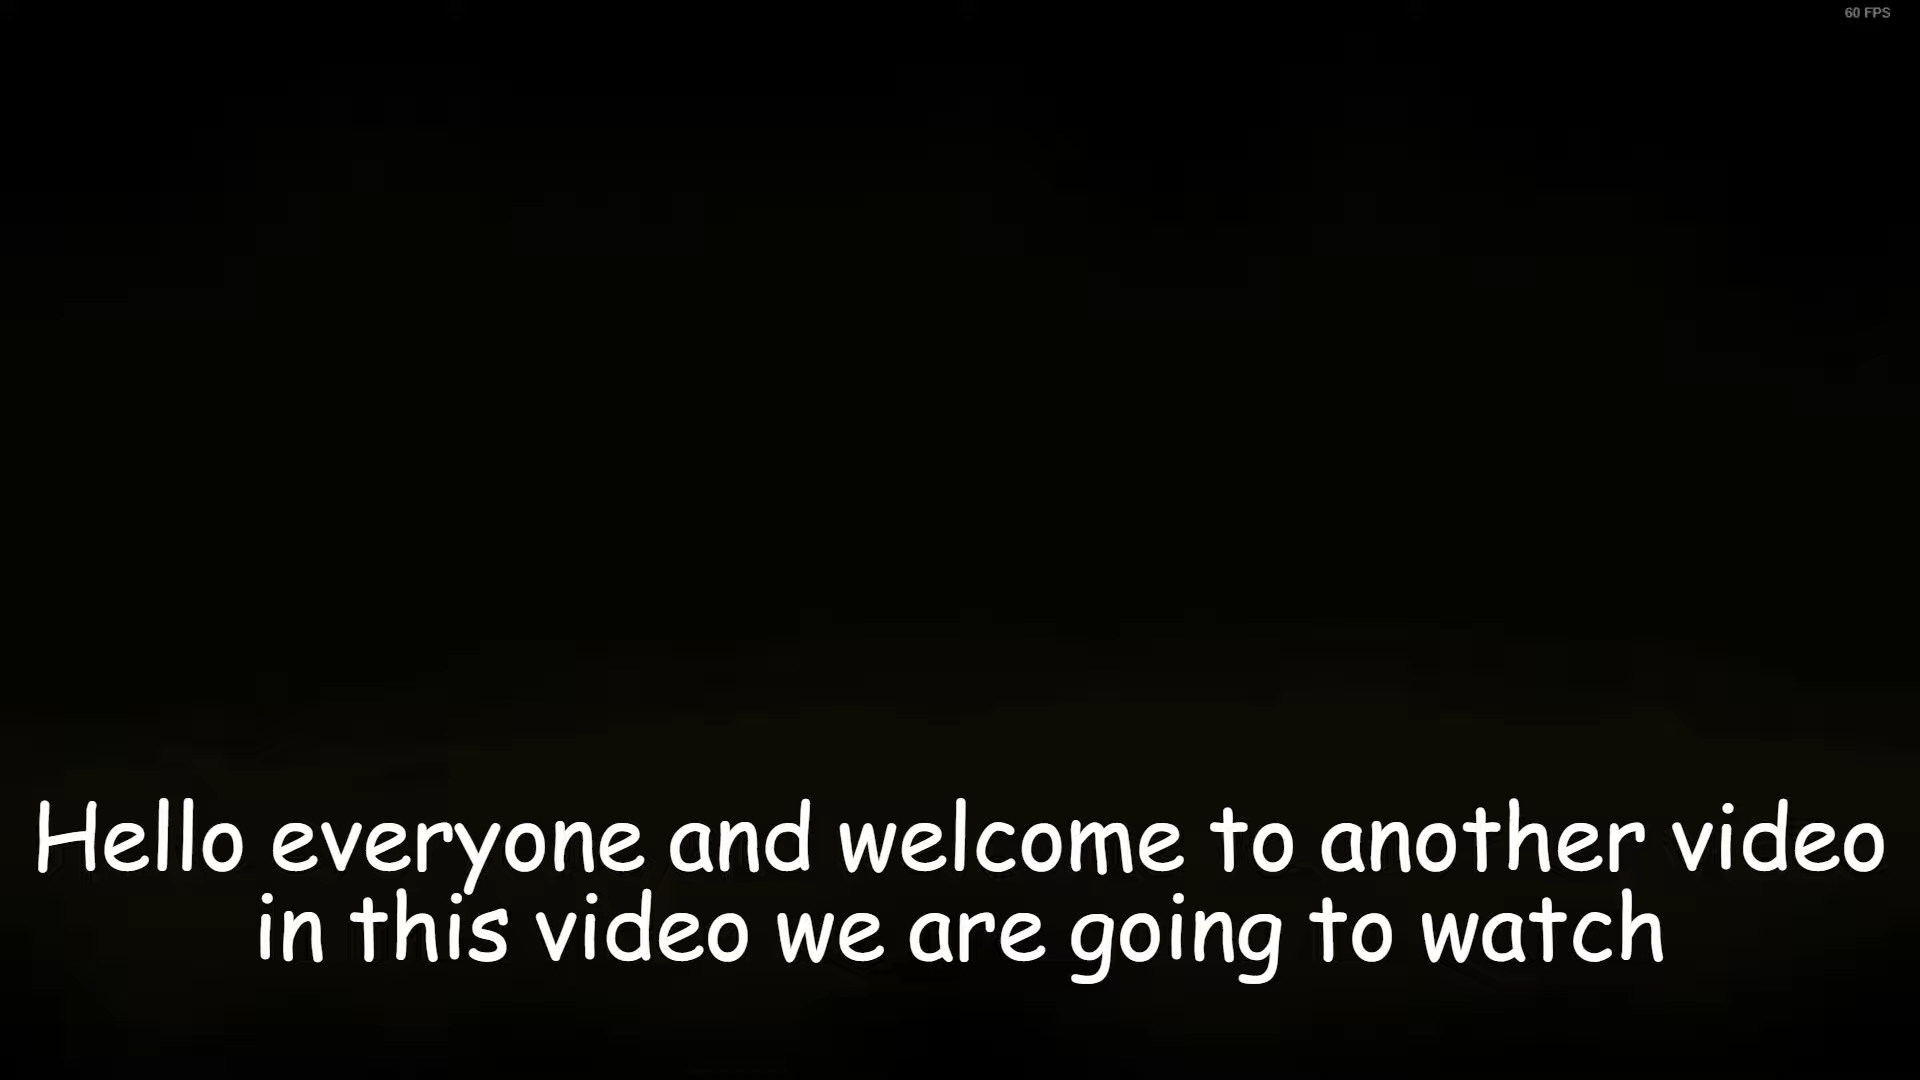 60 FPS
Hello everyone and welcome to another video
in this video we are going to watch